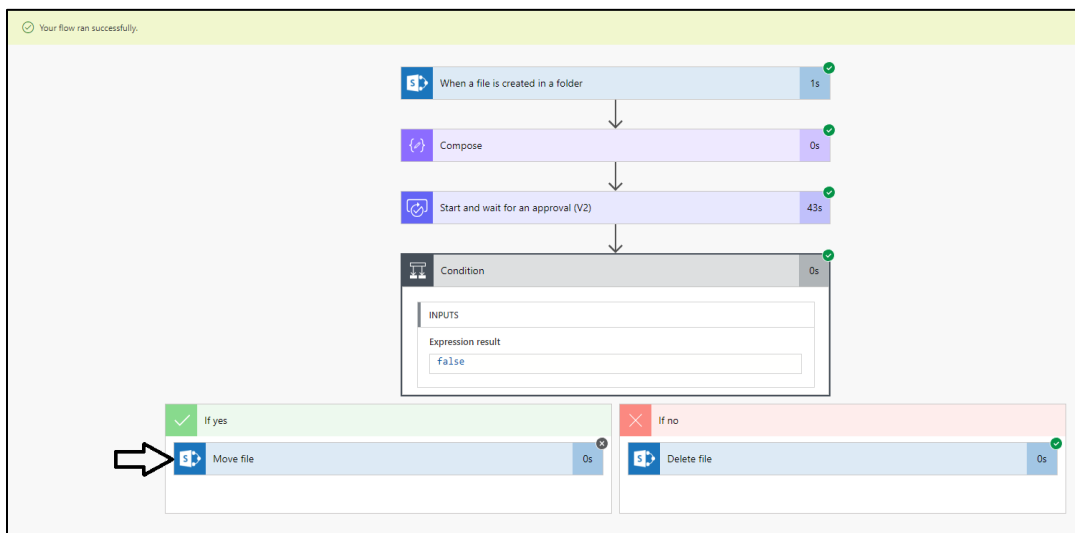 Your flow ran successfully.
When a file is created in a folder 1s
Compose 0s
Start and wait for an approval (V2) 43s
Condition 0s
INPUTS
Expression result
false
If yes
Move file 0s
If no
Delete file 0s